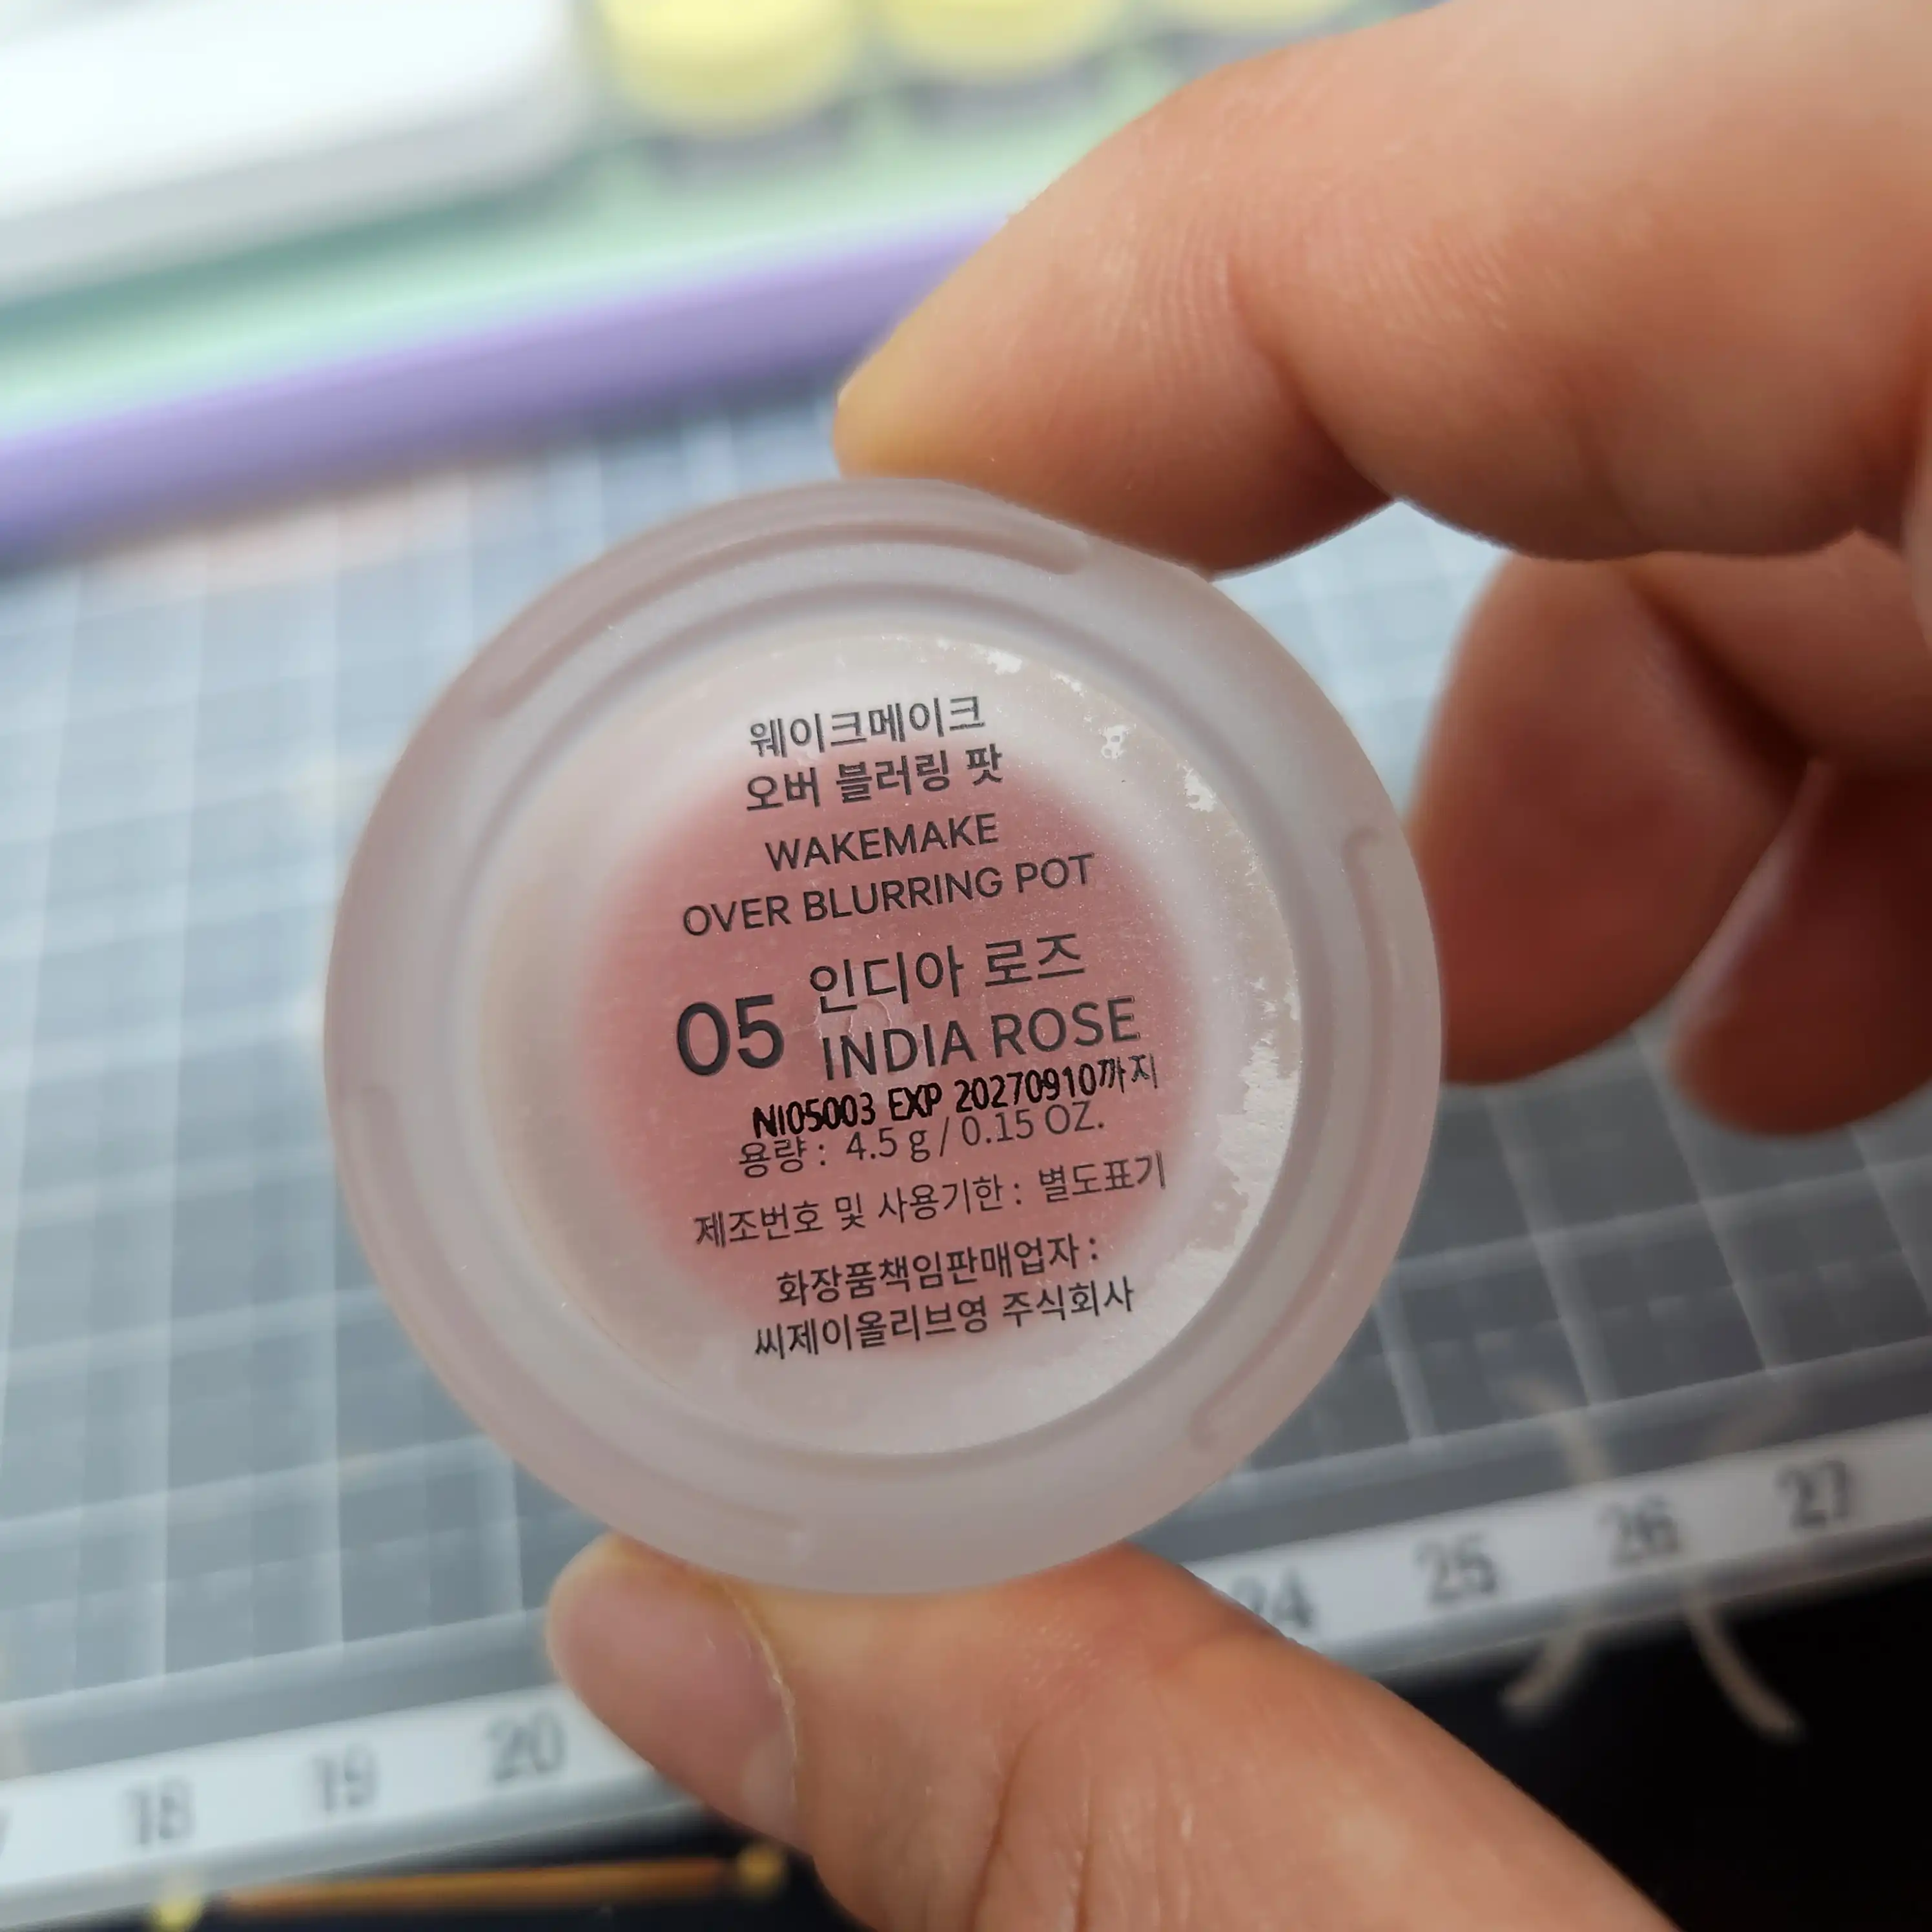 웨이크메이크
오버 블러링 팟
WAKEMAKE
OVER BLURRING POT
05 인디아 로즈
INDIA ROSE
NI05003 EXP 20270910까지
용량 : 4.5 g / 0.15 OZ.
제조번호 및 사용기한 : 별도표기
화장품책임판매업자 :
씨제이올리브영 주식회사
18 19 20 24 25 26 27